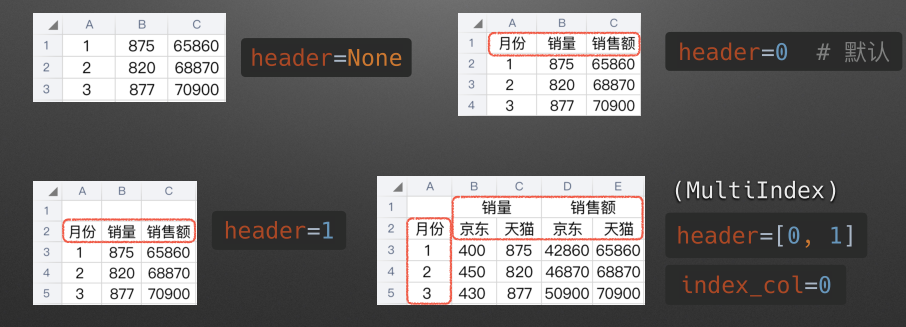 A B C
1 1 875 65860
2 2 820 68870
3 3 877 70900
header=None
A B C
1 月份 销量 销售额
2 1 875 65860
3 2 820 68870
4 3 877 70900
header=0 # 默认
A B C
1
2 月份 销量 销售额
3 1 875 65860
4 2 820 68870
5 3 877 70900
header=1
A B C D E
1 销量 销售额
2 月份 京东 天猫 京东 天猫
3 1 400 875 42860 65860
4 2 450 820 46870 68870
5 3 430 877 50900 70900
(MultiIndex)
header=[0, 1]
index_col=0